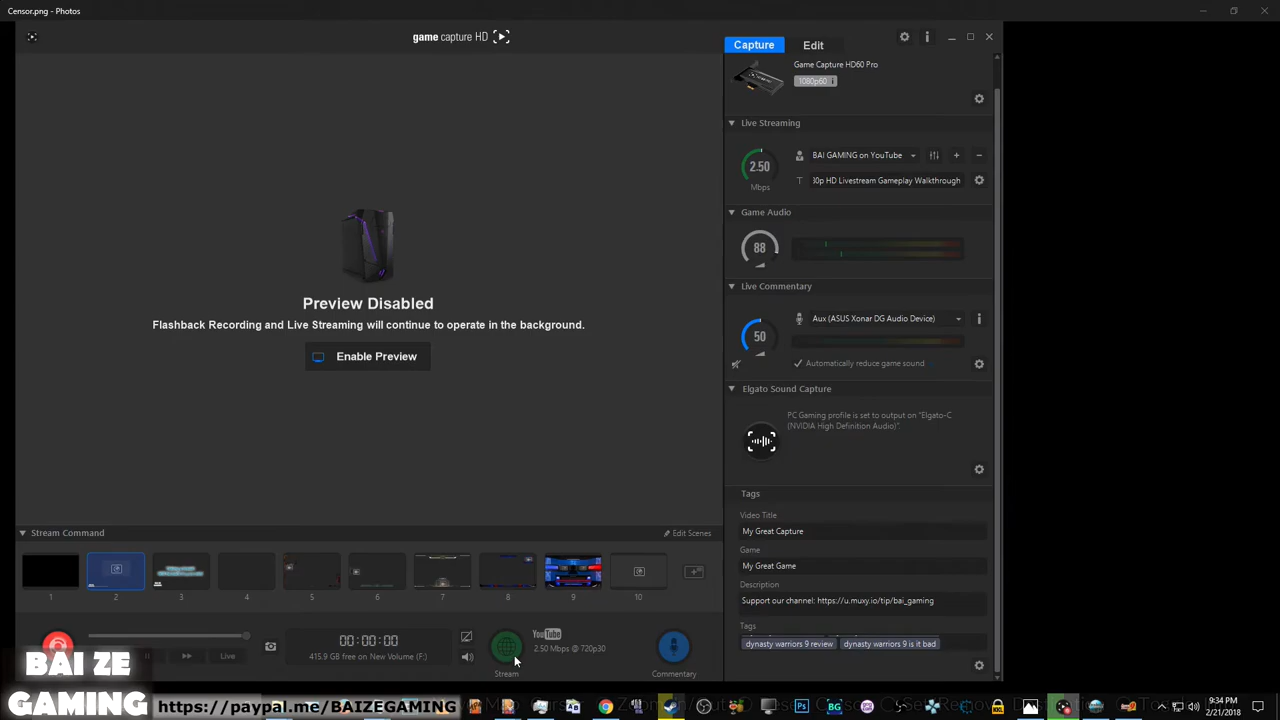 Censor.png - Photos
game capture HD
Capture
Edit
Game Capture HD60 Pro
1080p60
Live Streaming
2.50
Mbps
BAI GAMING on YouTube
T
30p HD Livestream Gameplay Walkthrough
Game Audio
88
Live Commentary
50
Aux (ASUS Xonar DG Audio Device)
Automatically reduce game sound
Elgato Sound Capture
PC Gaming profile is set to output on "Elgato-C
(NVIDIA High Definition Audio)".
Preview Disabled
Flashback Recording and Live Streaming will continue to operate in the background.
Enable Preview
Tags
Video Title
My Great Capture
Game
My Great Game
Description
Support our channel: https://u.muxy.io/tip/bai_gaming
Tags
dynasty warriors 9 review
dynasty warriors 9 is it bad
Stream Command
Edit Scenes
1 2 3 4 5 6 7 8 9 10
Live
00:00:00
415.9 GB free on New Volume (F:)
Stream
YouTube
2.50 Mbps @ 720p30
Commentary
BAI ZE
GAMING
https://paypal.me/BAIZEGAMING
Ps
BG
9:34 PM
2/21/2018